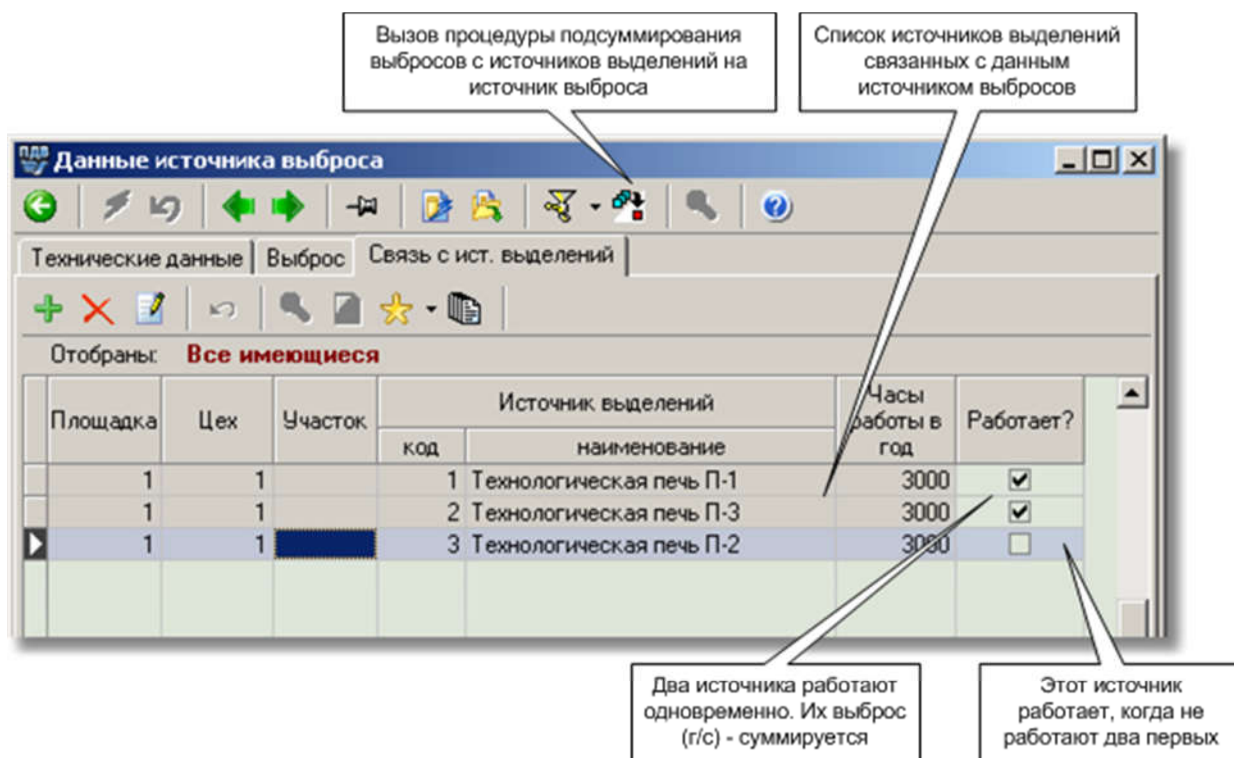 Вызов процедуры подсуммирования
выбросов с источников выделений на
источник выброса
Список источников выделений
связанных с данным
источником выбросов
ПДВ
Данные источника выброса
Технические данные Выброс Связь с ист. выделений
Отобраны: Все имеющиеся
Площадка Цех Участок Источник выделений Часы работы в год Работает?
код наименование
1 1 1 Технологическая печь П-1 3000
1 1 2 Технологическая печь П-3 3000
1 1 3 Технологическая печь П-2 3000
Два источника работают
одновременно. Их выброс
(г/с) - суммируется
Этот источник
работает, когда не
работают два первых